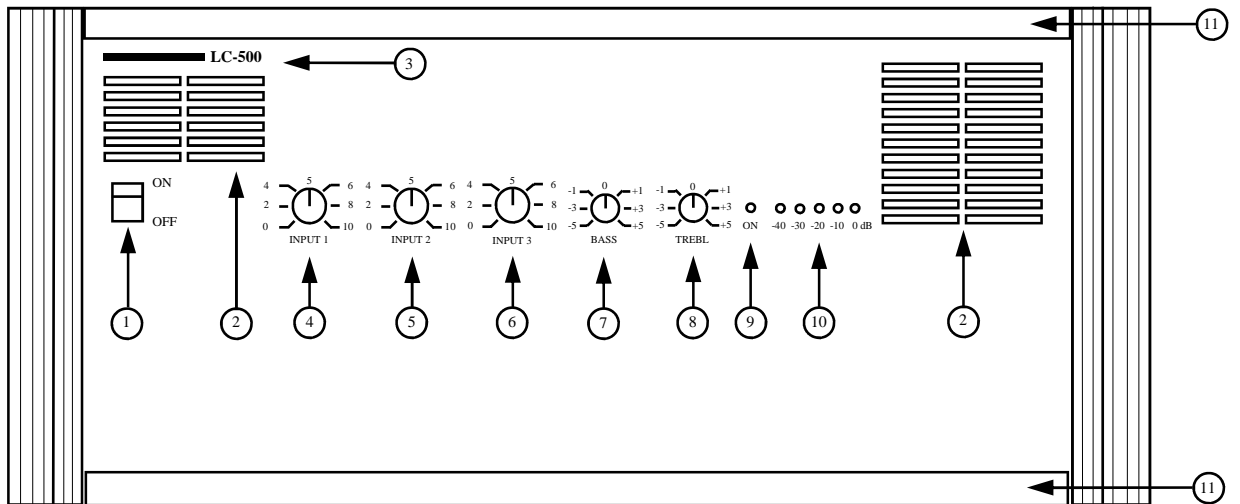 11
LC-500
3
ON
OFF
4 5 6
2 8
0 10
INPUT 1
4 5 6
2 8
0 10
INPUT 2
4 5 6
2 8
0 10
INPUT 3
-1 0 +1
-3 +3
-5 +5
BASS
-1 0 +1
-3 +3
-5 +5
TREBL
ON -40 -30 -20 -10 0 dB
1 2 4 5 6 7 8 9 10 2
11